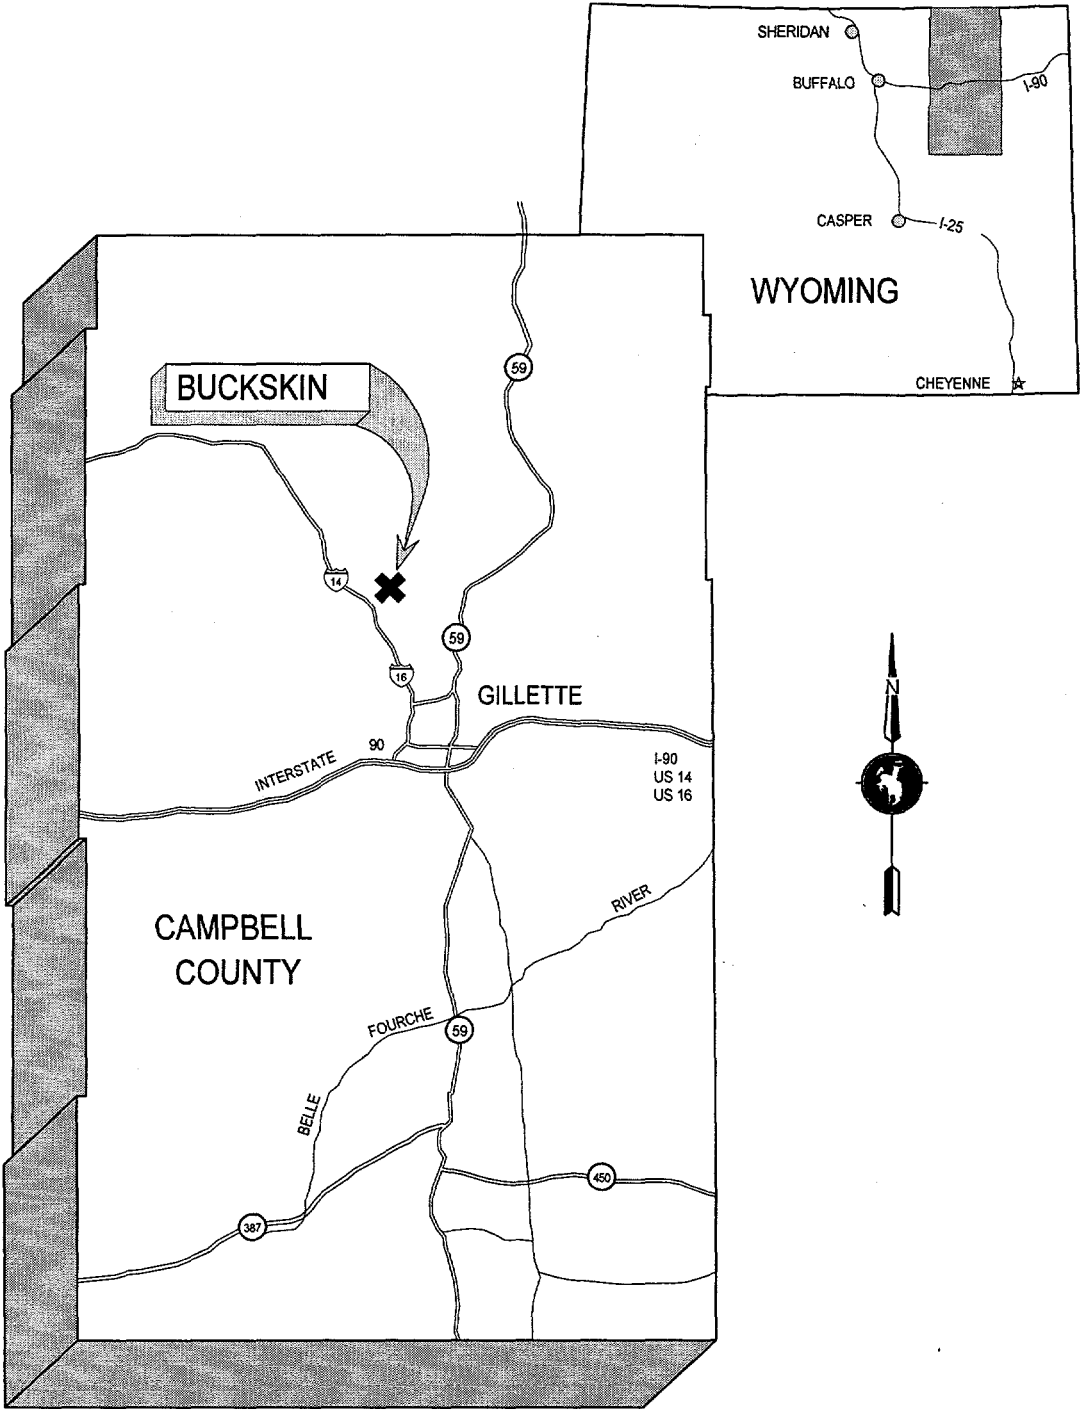 SHERIDAN
BUFFALO
I-90
CASPER
I-25
WYOMING
CHEYENNE
59
BUCKSKIN
14
59
16
GILLETTE
N
INTERSTATE 90
I-90
US 14
US 16
CAMPBELL
COUNTY
BELLE FOURCHE RIVER
59
450
387